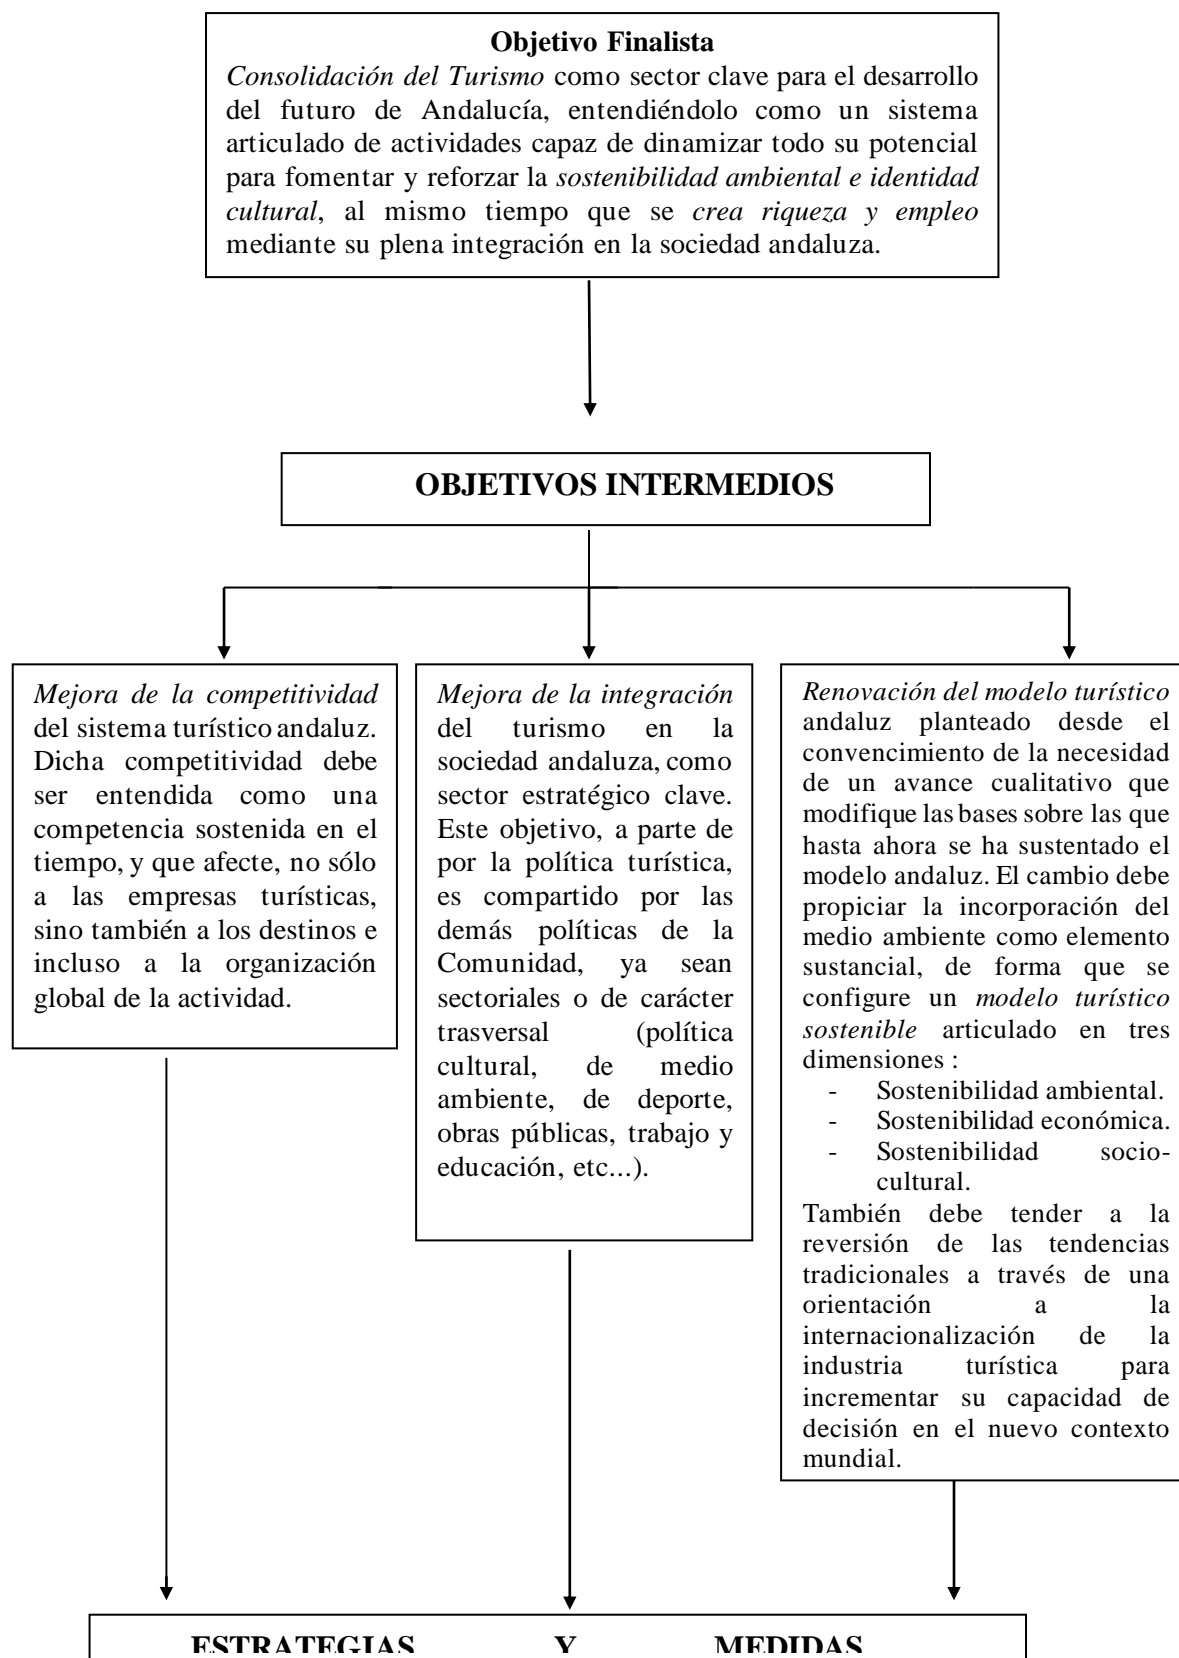 Objetivo Finalista
Consolidación del Turismo como sector clave para el desarrollo
del futuro de Andalucía, entendiéndolo como un sistema
articulado de actividades capaz de dinamizar todo su potencial
para fomentar y reforzar la sostenibilidad ambiental e identidad
cultural, al mismo tiempo que se crea riqueza y empleo
mediante su plena integración en la sociedad andaluza.
OBJETIVOS INTERMEDIOS
Mejora de la competitividad
del sistema turístico andaluz.
Dicha competitividad debe
ser entendida como una
competencia sostenida en el
tiempo, y que afecte, no sólo
a las empresas turísticas,
sino también a los destinos e
incluso a la organización
global de la actividad.
Mejora de la integración
del turismo en la
sociedad andaluza, como
sector estratégico clave.
Este objetivo, a parte de
por la política turística,
es compartido por las
demás políticas de la
Comunidad, ya sean
sectoriales o de carácter
trasversal (política
cultural, de medio
ambiente, de deporte,
obras públicas, trabajo y
educación, etc...).
Renovación del modelo turístico
andaluz planteado desde el
convencimiento de la necesidad
de un avance cualitativo que
modifique las bases sobre las que
hasta ahora se ha sustentado el
modelo andaluz. El cambio debe
propiciar la incorporación del
medio ambiente como elemento
sustancial, de forma que se
configure un modelo turístico
sostenible articulado en tres
dimensiones :
- Sostenibilidad ambiental.
- Sostenibilidad económica.
- Sostenibilidad socio-
cultural.
También debe tender a la
reversión de las tendencias
tradicionales a través de una
orientación a la
internacionalización de la
industria turística para
incrementar su capacidad de
decisión en el nuevo contexto
mundial.
ESTRATEGIAS Y MEDIDAS